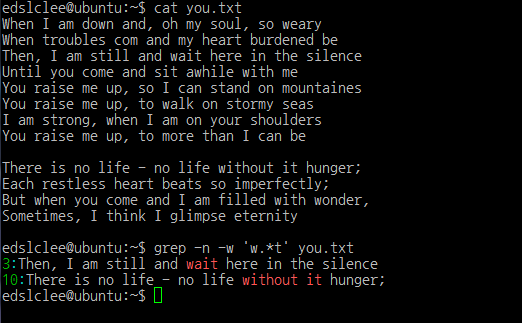 edslclee@ubuntu:~$ cat you.txt
When I am down and, oh my soul, so weary
When troubles com and my heart burdened be
Then, I am still and wait here in the silence
Until you come and sit awhile with me
You raise me up, so I can stand on mountaines
You raise me up, to walk on stormy seas
I am strong, when I am on your shoulders
You raise me up, to more than I can be

There is no life - no life without it hunger;
Each restless heart beats so imperfectly;
But when you come and I am filled with wonder,
Sometimes, I think I glimpse eternity

edslclee@ubuntu:~$ grep -n -w 'w.*t' you.txt
3:Then, I am still and wait here in the silence
10:There is no life - no life without it hunger;
edslclee@ubuntu:~$